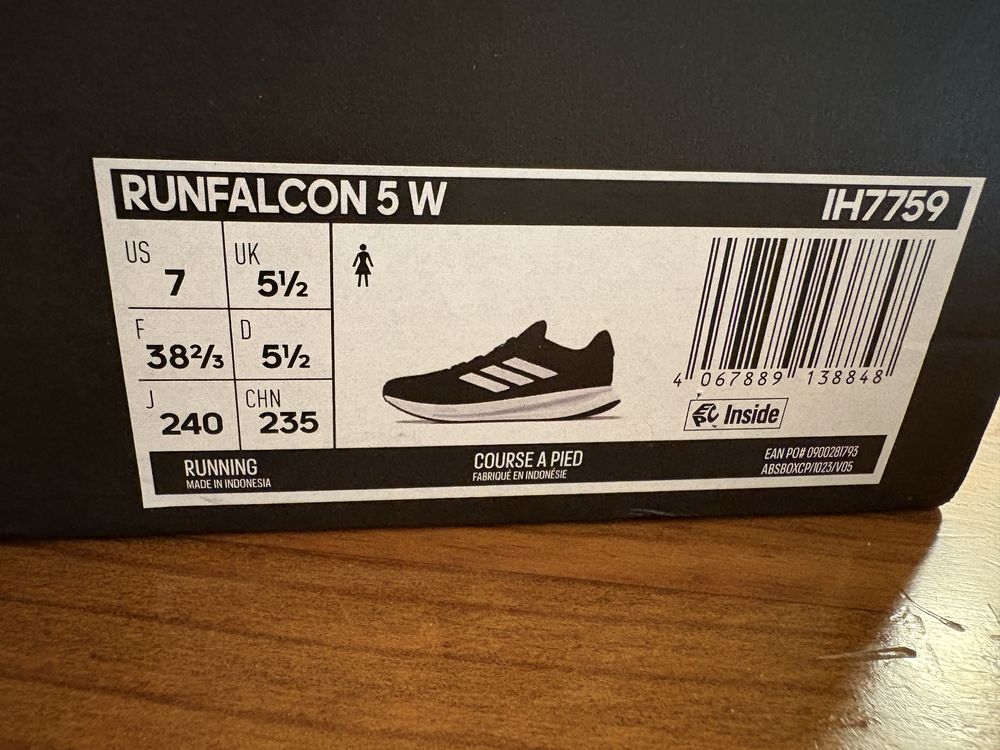 RUNFALCON 5 W IH7759
US 7 UK 5½
F 38⅔ D 5½
J 240 CHN 235
4 067889 138848
EPC Inside
RUNNING
MADE IN INDONESIA
COURSE A PIED
FABRIQUÉ EN INDONÉSIE
EAN PO# 0900281793
ABSBOXCP/1023/V05